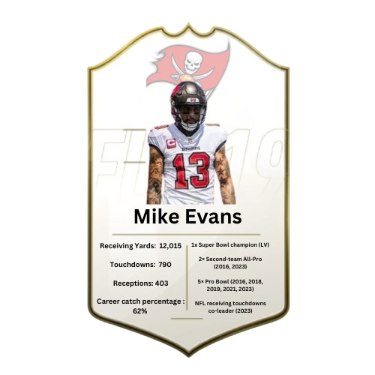 13
Mike Evans
Receiving Yards: 12,015
Touchdowns: 790
Receptions: 403
Career catch percentage :
62%
1x Super Bowl champion (LV)
2× Second-team All-Pro
(2016, 2023)
5× Pro Bowl (2016, 2018,
2019, 2021, 2023)
NFL receiving touchdowns
co-leader (2023)